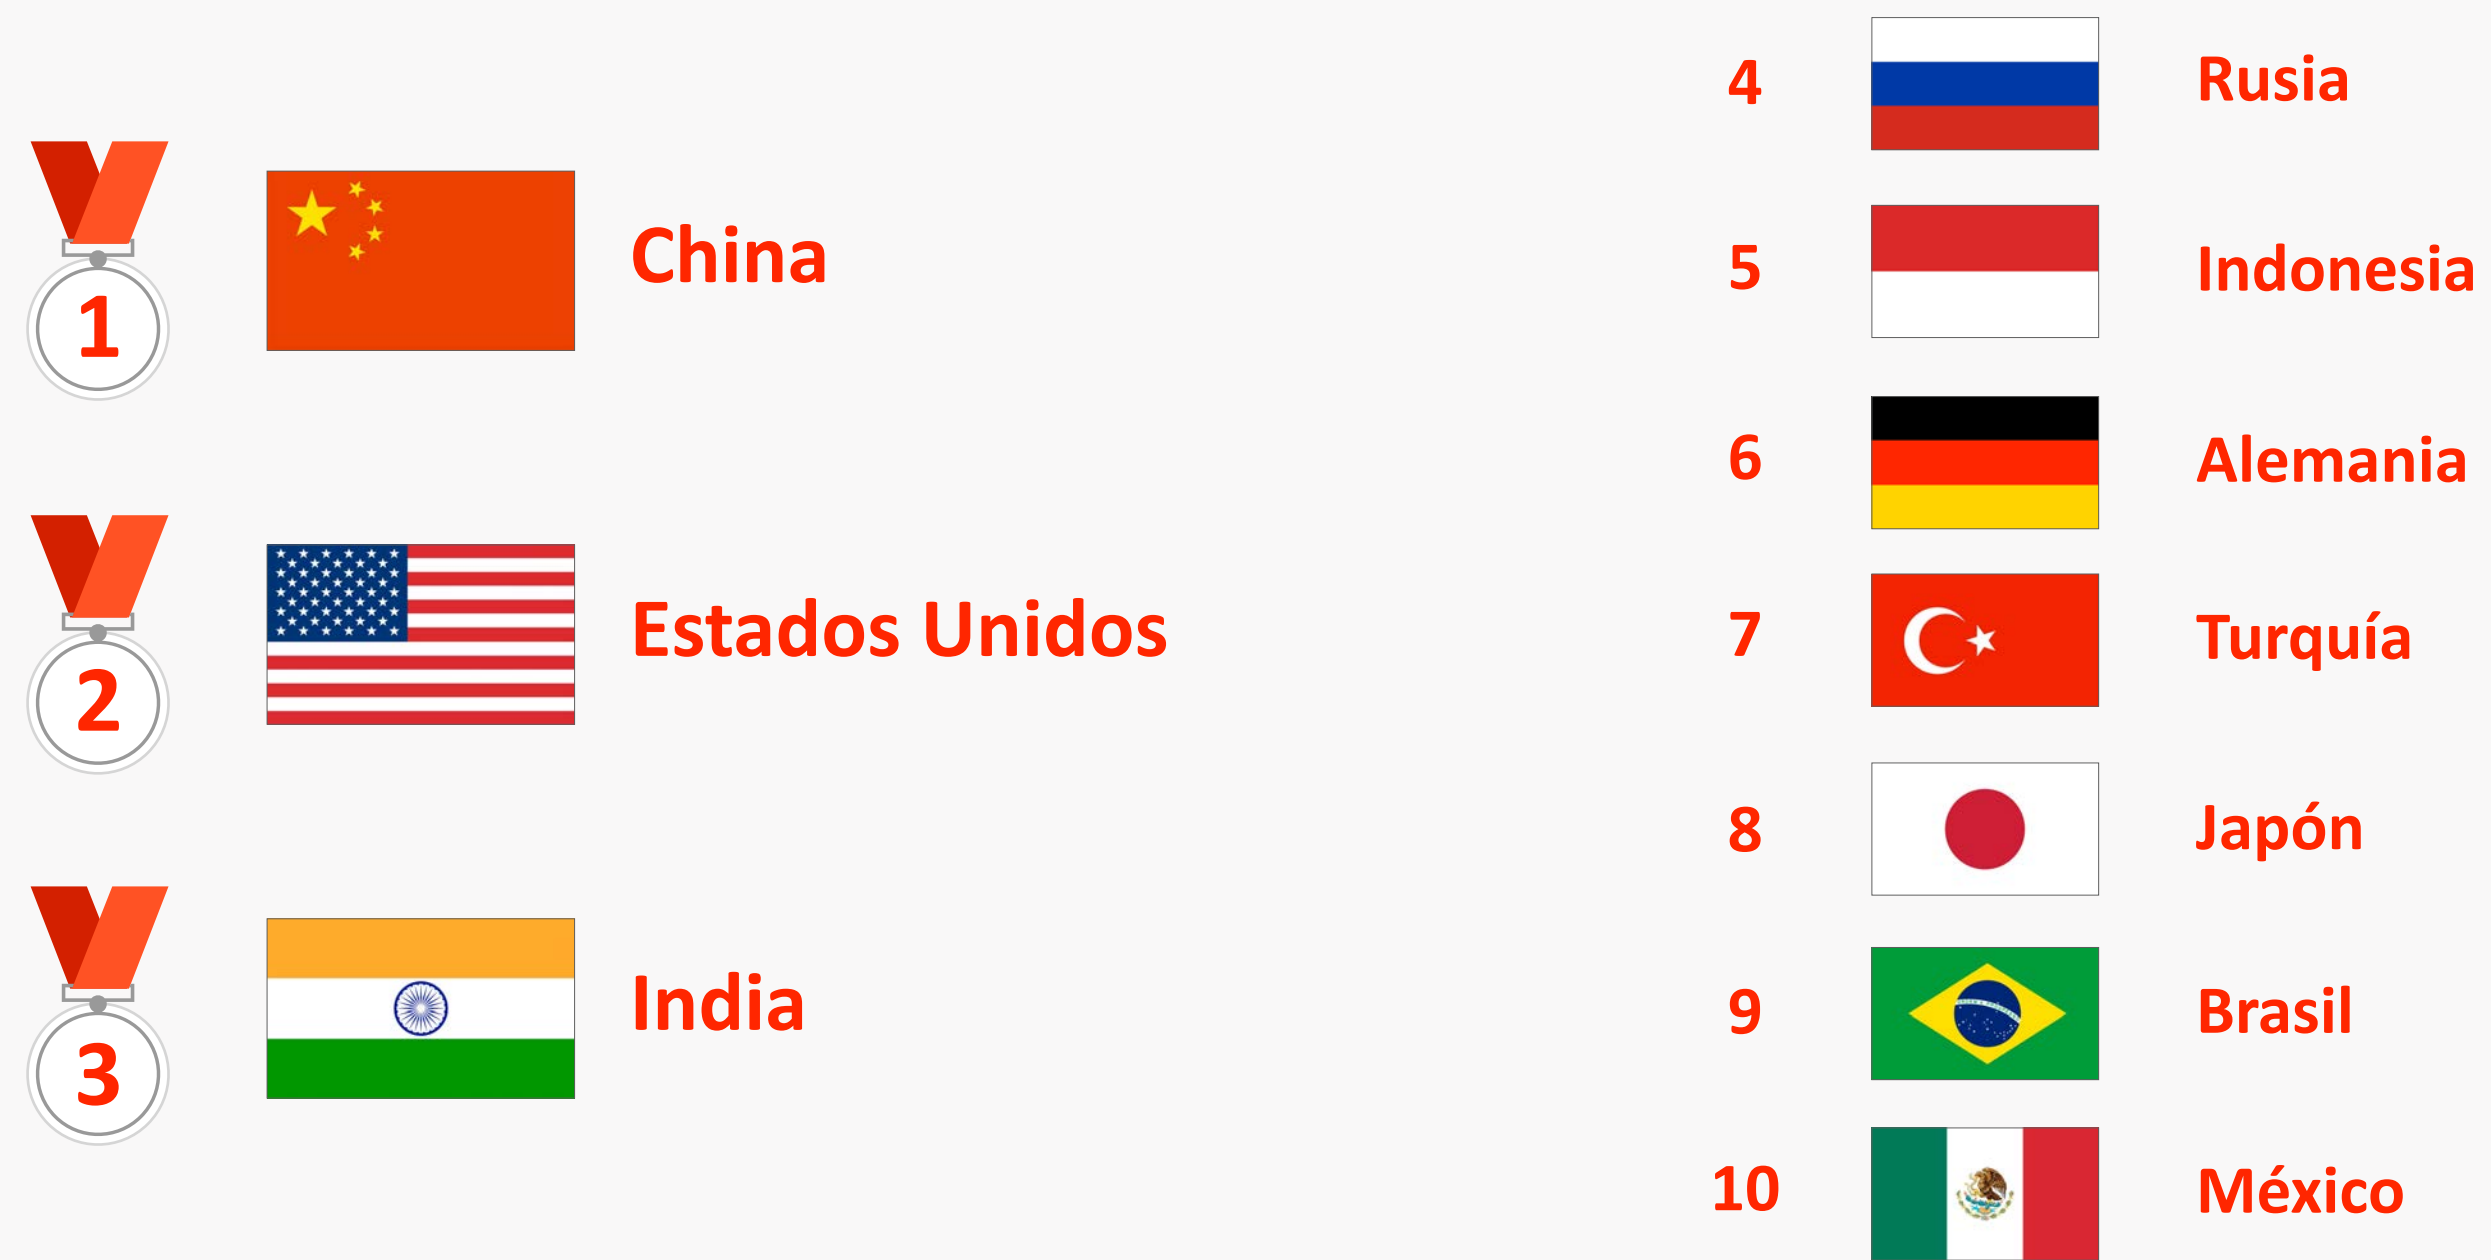 1
China
2
Estados Unidos
3
India
4 Rusia
5 Indonesia
6 Alemania
7 Turquía
8 Japón
9 Brasil
10 México